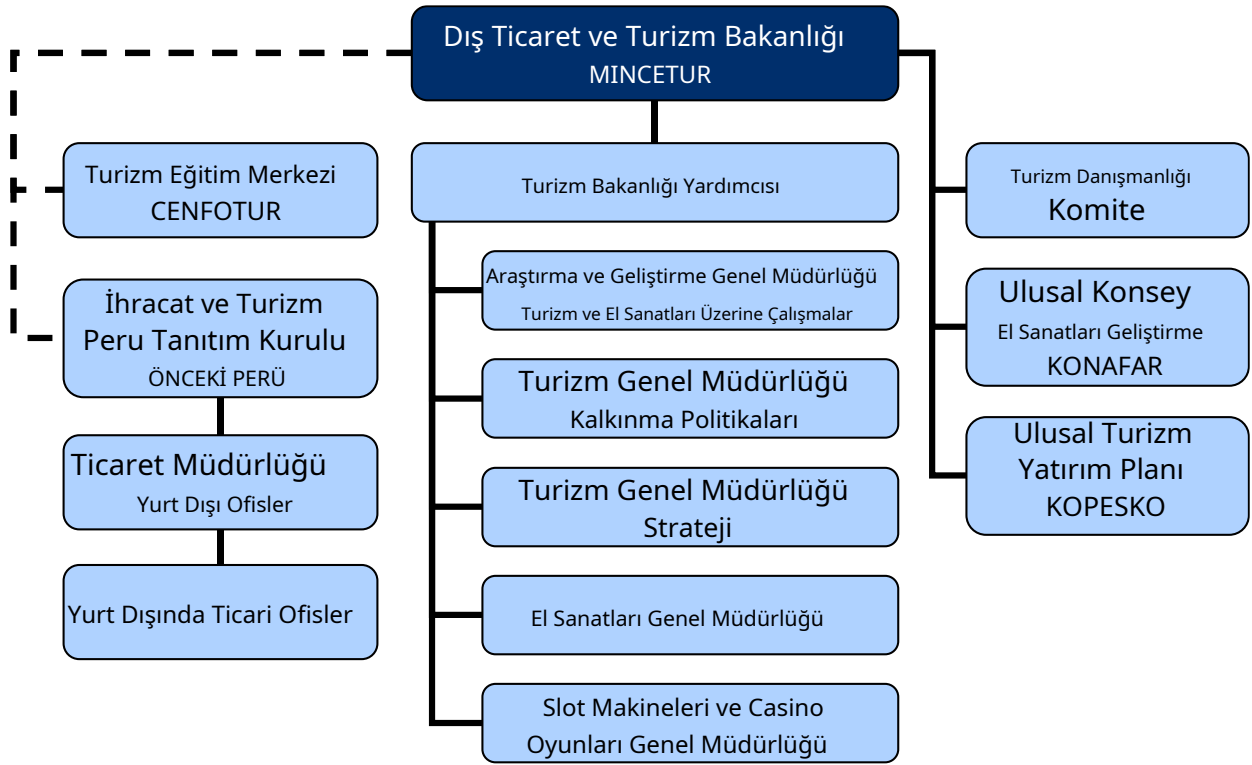 Dış Ticaret ve Turizm Bakanlığı
MINCETUR
Turizm Eğitim Merkezi
CENFOTUR
İhracat ve Turizm
Peru Tanıtım Kurulu
ÖNCEKİ PERÜ
Ticaret Müdürlüğü
Yurt Dışı Ofisler
Yurt Dışında Ticari Ofisler
Turizm Bakanlığı Yardımcısı
Araştırma ve Geliştirme Genel Müdürlüğü
Turizm ve El Sanatları Üzerine Çalışmalar
Turizm Genel Müdürlüğü
Kalkınma Politikaları
Turizm Genel Müdürlüğü
Strateji
El Sanatları Genel Müdürlüğü
Slot Makineleri ve Casino
Oyunları Genel Müdürlüğü
Turizm Danışmanlığı
Komite
Ulusal Konsey
El Sanatları Geliştirme
KONAFAR
Ulusal Turizm
Yatırım Planı
KOPESKO